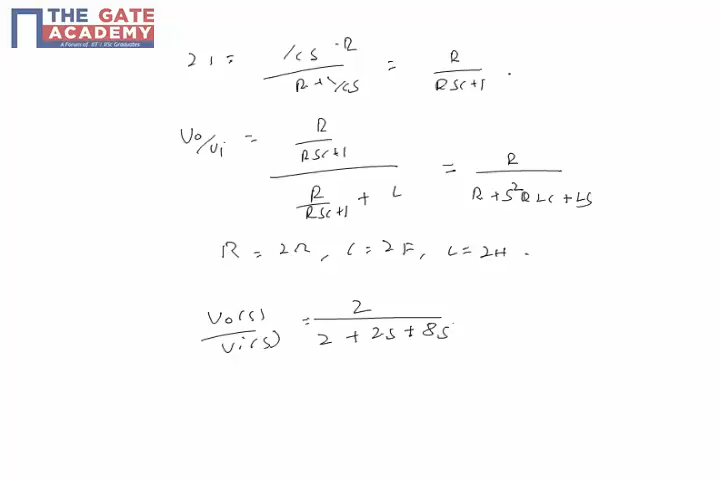 THE GATE
ACADEMY
A Forum of IIT / IISc Graduates
Z1 = (1/CS · R)/(R + 1/CS) = R/(RSC+1) .
Vo/Vi = (R/(RSC+1))/(R/(RSC+1) + L = R/(R + S²RLC + LS)
R = 2Ω, C = 2F, L = 2H .
Vo(s)/Vi(s) = 2/(2 + 2S + 8S